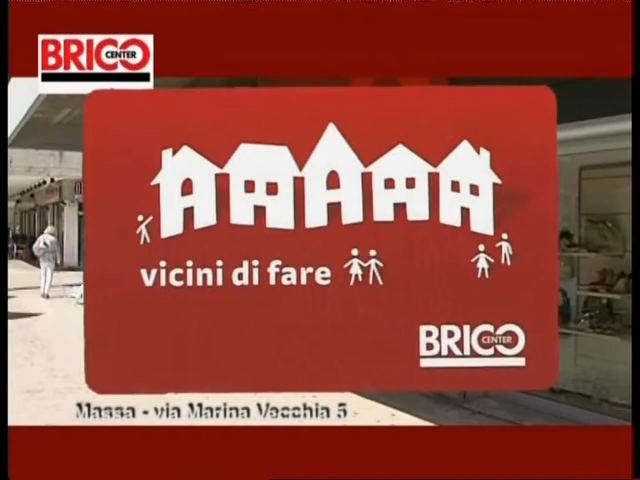 BRICO CENTER
vicini di fare
BRICO CENTER
Massa - via Marina Vecchia 5